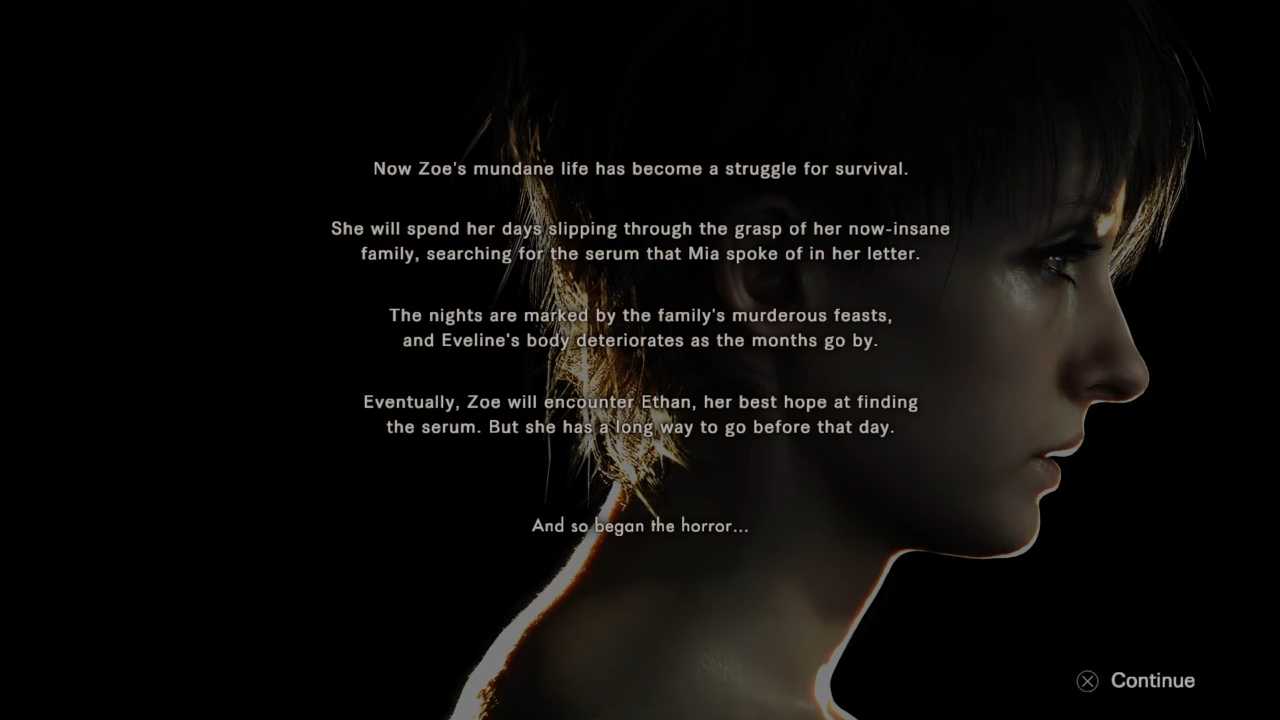 Now Zoe's mundane life has become a struggle for survival.
She will spend her days slipping through the grasp of her now-insane
family, searching for the serum that Mia spoke of in her letter.
The nights are marked by the family's murderous feasts,
and Eveline's body deteriorates as the months go by.
Eventually, Zoe will encounter Ethan, her best hope at finding
the serum. But she has a long way to go before that day.
And so began the horror...
Continue